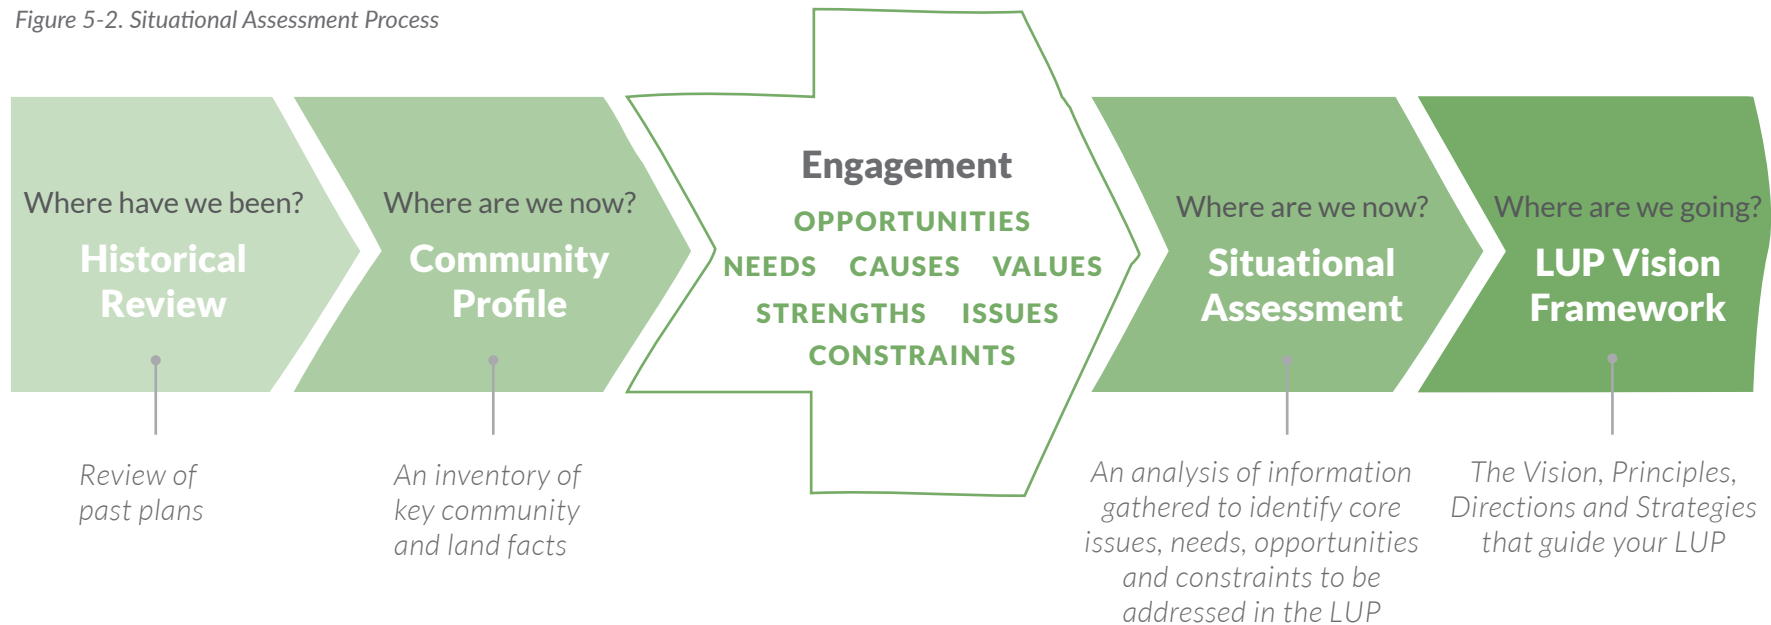 Figure 5-2. Situational Assessment Process
Where have we been?
Historical
Review
Review of
past plans
Where are we now?
Community
Profile
An inventory of
key community
and land facts
Engagement
OPPORTUNITIES
NEEDS CAUSES VALUES
STRENGTHS ISSUES
CONSTRAINTS
Where are we now?
Situational
Assessment
An analysis of information
gathered to identify core
issues, needs, opportunities
and constraints to be
addressed in the LUP
Where are we going?
LUP Vision
Framework
The Vision, Principles,
Directions and Strategies
that guide your LUP